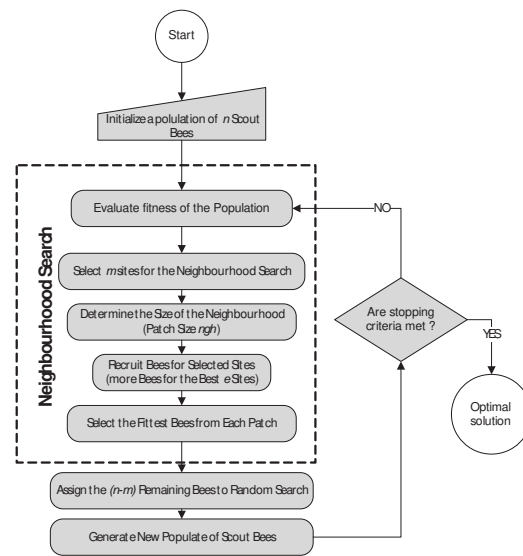 Start
Initialize a polulation of n Scout
Bees
Neighbourhoood Search
Evaluate fitness of the Population
Select m sites for the Neighbourhood Search
Determine the Size of the Neighbourhood
(Patch Size ngh)
Recruit Bees for Selected Sites
(more Bees for the Best e Sites)
Select the Fittest Bees from Each Patch
Assign the (n-m) Remaining Bees to Random Search
Generate New Populate of Scout Bees
NO
Are stopping
criteria met ?
YES
Optimal
solution